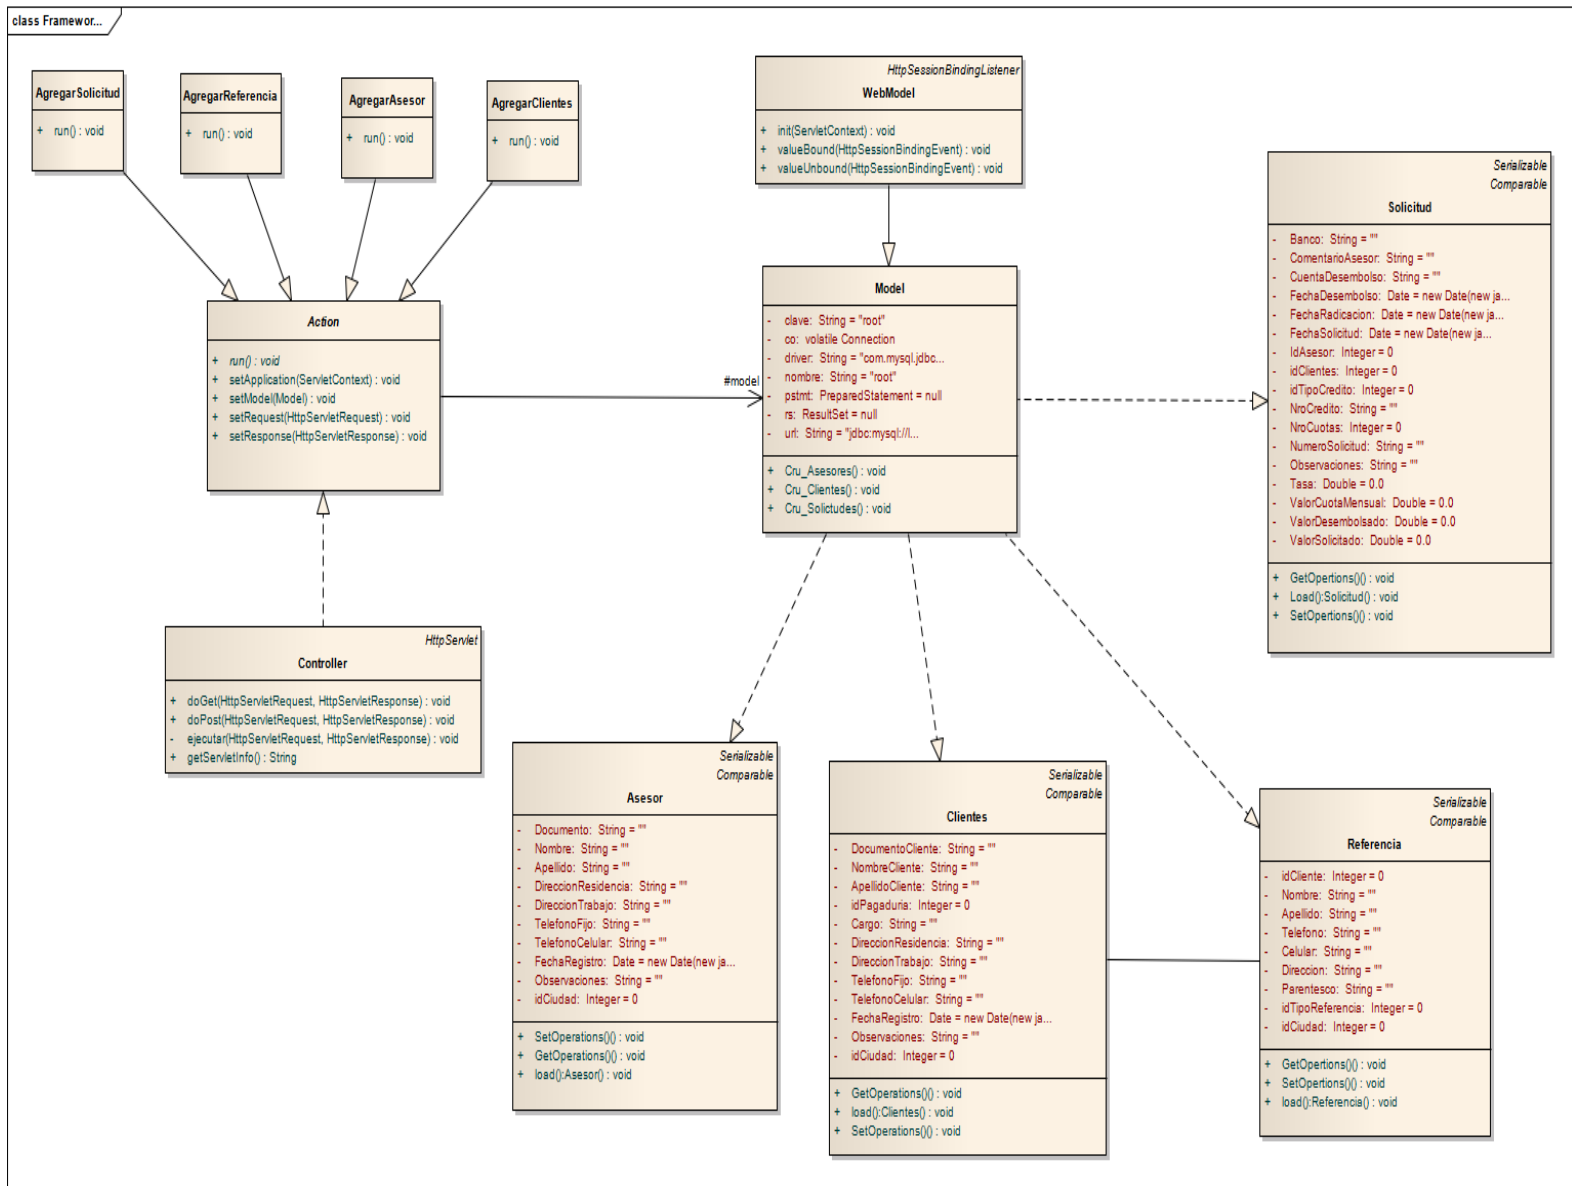 class Framewor...
AgregarSolicitud
+ run() : void
AgregarReferencia
+ run() : void
AgregarAsesor
+ run() : void
AgregarClientes
+ run() : void
HttpSessionBindingListener
WebModel
+ init(ServletContext) : void
+ valueBound(HttpSessionBindingEvent) : void
+ valueUnbound(HttpSessionBindingEvent) : void
Action
+ run() : void
+ setApplication(ServletContext) : void
+ setModel(Model) : void
+ setRequest(HttpServletRequest) : void
+ setResponse(HttpServletResponse) : void
#model
Model
- clave: String = "root"
- co: volatile Connection
- driver: String = "com.mysql.jdbc...
- nombre: String = "root"
- pstmt: PreparedStatement = null
- rs: ResultSet = null
- url: String = "jdbc:mysql://l...
+ Cru_Asesores() : void
+ Cru_Clientes() : void
+ Cru_Solictudes() : void
Serializable
Comparable
Solicitud
- Banco: String = ""
- ComentarioAsesor: String = ""
- CuentaDesembolso: String = ""
- FechaDesembolso: Date = new Date(new ja...
- FechaRadicacion: Date = new Date(new ja...
- FechaSolicitud: Date = new Date(new ja...
- IdAsesor: Integer = 0
- idClientes: Integer = 0
- idTipoCredito: Integer = 0
- NroCredito: String = ""
- NroCuotas: Integer = 0
- NumeroSolicitud: String = ""
- Observaciones: String = ""
- Tasa: Double = 0.0
- ValorCuotaMensual: Double = 0.0
- ValorDesembolsado: Double = 0.0
- ValorSolicitado: Double = 0.0
+ GetOpertions()() : void
+ Load():Solicitud() : void
+ SetOpertions()() : void
HttpServlet
Controller
+ doGet(HttpServletRequest, HttpServletResponse) : void
+ doPost(HttpServletRequest, HttpServletResponse) : void
- ejecutar(HttpServletRequest, HttpServletResponse) : void
+ getServletInfo() : String
Serializable
Comparable
Asesor
- Documento: String = ""
- Nombre: String = ""
- Apellido: String = ""
- DireccionResidencia: String = ""
- DireccionTrabajo: String = ""
- TelefonoFijo: String = ""
- TelefonoCelular: String = ""
- FechaRegistro: Date = new Date(new ja...
- Observaciones: String = ""
- idCiudad: Integer = 0
+ SetOperations()() : void
+ GetOperations()() : void
+ load():Asesor() : void
Serializable
Comparable
Clientes
- DocumentoCliente: String = ""
- NombreCliente: String = ""
- ApellidoCliente: String = ""
- idPagaduria: Integer = 0
- Cargo: String = ""
- DireccionResidencia: String = ""
- DireccionTrabajo: String = ""
- TelefonoFijo: String = ""
- TelefonoCelular: String = ""
- FechaRegistro: Date = new Date(new ja...
- Observaciones: String = ""
- idCiudad: Integer = 0
+ GetOperations()() : void
+ load():Clientes() : void
+ SetOperations()() : void
Serializable
Comparable
Referencia
- idCliente: Integer = 0
- Nombre: String = ""
- Apellido: String = ""
- Telefono: String = ""
- Celular: String = ""
- Direccion: String = ""
- Parentesco: String = ""
- idTipoReferencia: Integer = 0
- idCiudad: Integer = 0
+ GetOpertions()() : void
+ SetOpertions()() : void
+ load():Referencia() : void